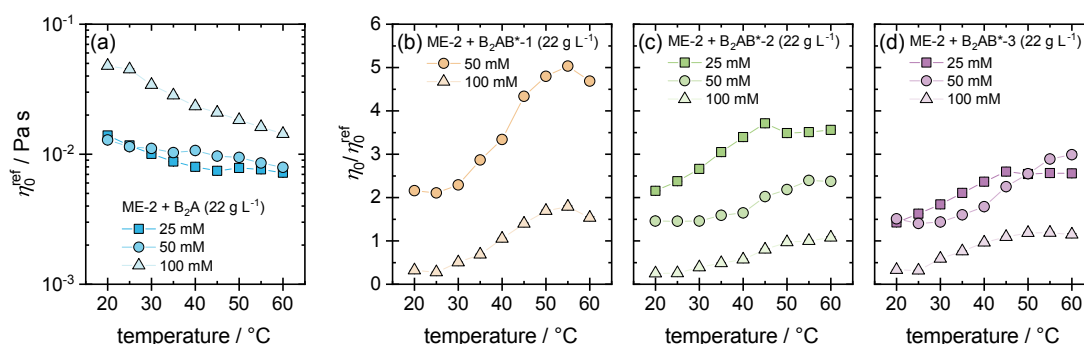 (a)
10⁻¹
10⁻²
10⁻³
η₀ʳᵉᶠ / Pa s
ME-2 + B₂A (22 g L⁻¹)
25 mM
50 mM
100 mM
20 30 40 50 60
temperature / °C
(b) ME-2 + B₂AB*-1 (22 g L⁻¹)
50 mM
100 mM
6
5
4
3
2
1
0
η₀/η₀ʳᵉᶠ
20 30 40 50 60
temperature / °C
(c) ME-2 + B₂AB*-2 (22 g L⁻¹)
25 mM
50 mM
100 mM
20 30 40 50 60
temperature / °C
(d) ME-2 + B₂AB*-3 (22 g L⁻¹)
25 mM
50 mM
100 mM
20 30 40 50 60
temperature / °C